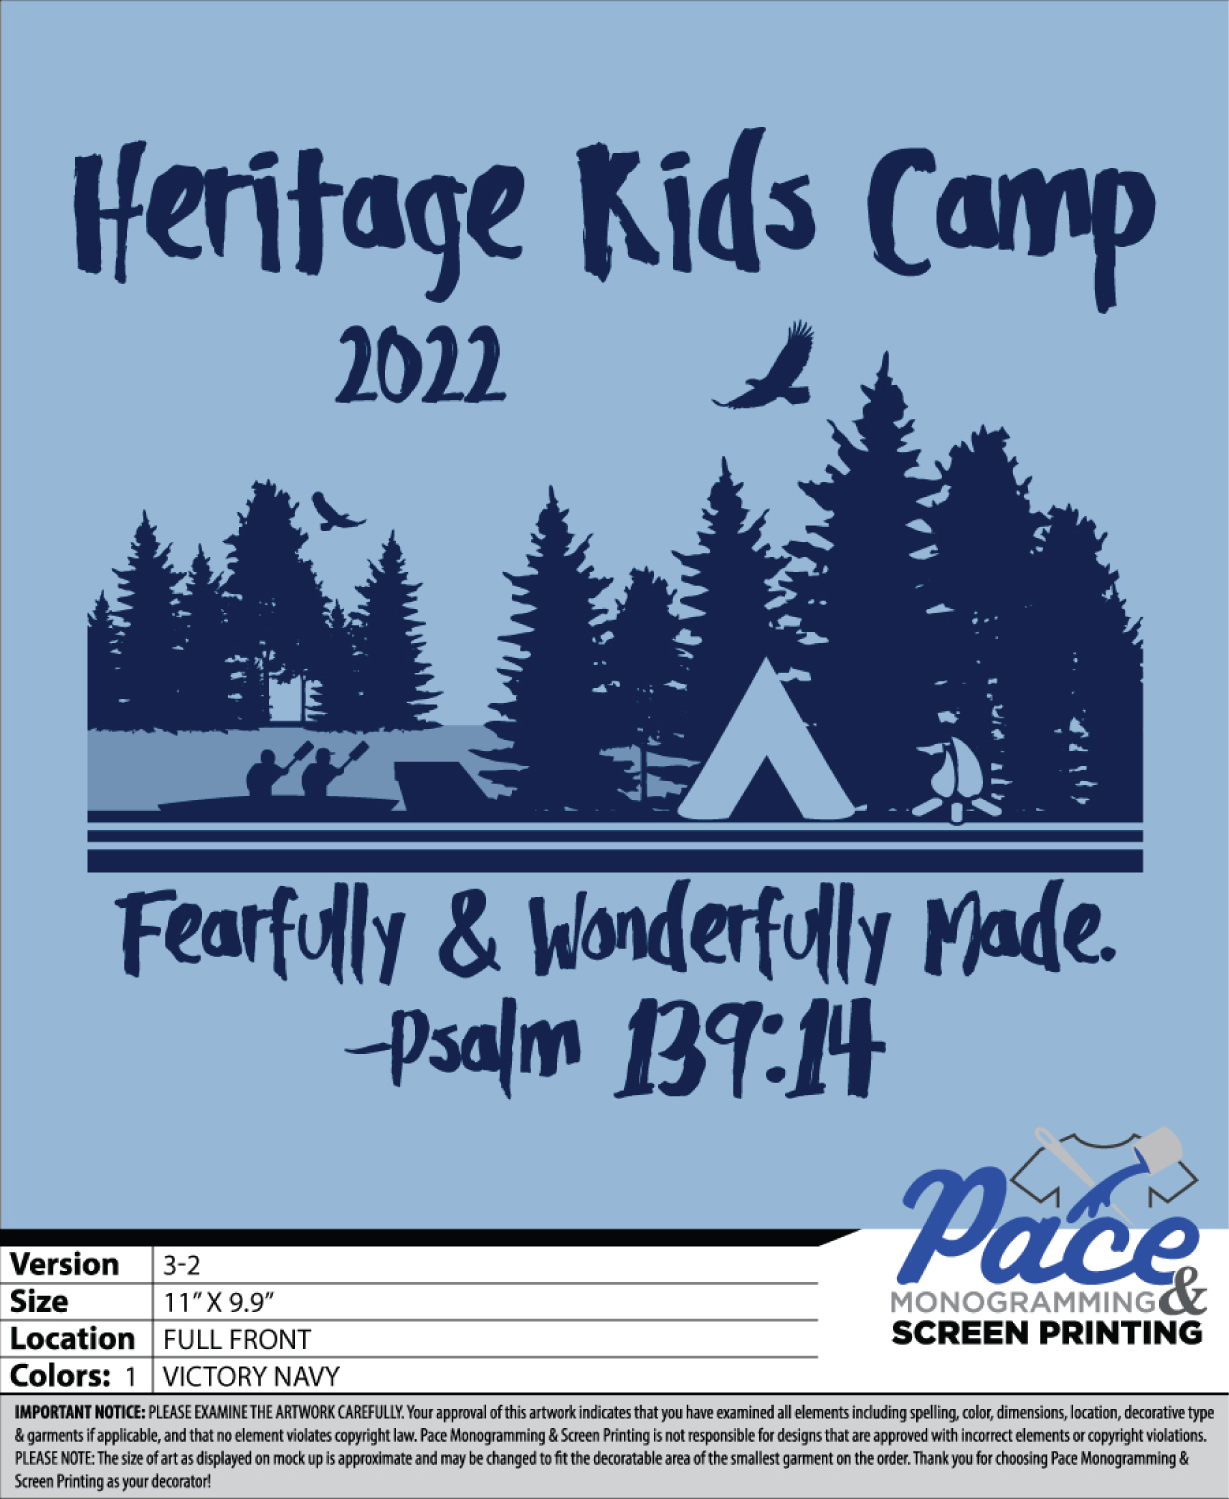 Heritage Kids Camp
2022
Fearfully & Wonderfully Made.
-Psalm 139:14
Pace
MONOGRAMMING &
SCREEN PRINTING
Version 3-2
Size 11" X 9.9"
Location FULL FRONT
Colors: 1 VICTORY NAVY
IMPORTANT NOTICE: PLEASE EXAMINE THE ARTWORK CAREFULLY. Your approval of this artwork indicates that you have examined all elements including spelling, color, dimensions, location, decorative type
& garments if applicable, and that no element violates copyright law. Pace Monogramming & Screen Printing is not responsible for designs that are approved with incorrect elements or copyright violations.
PLEASE NOTE: The size of art as displayed on mock up is approximate and may be changed to fit the decoratable area of the smallest garment on the order. Thank you for choosing Pace Monogramming &
Screen Printing as your decorator!